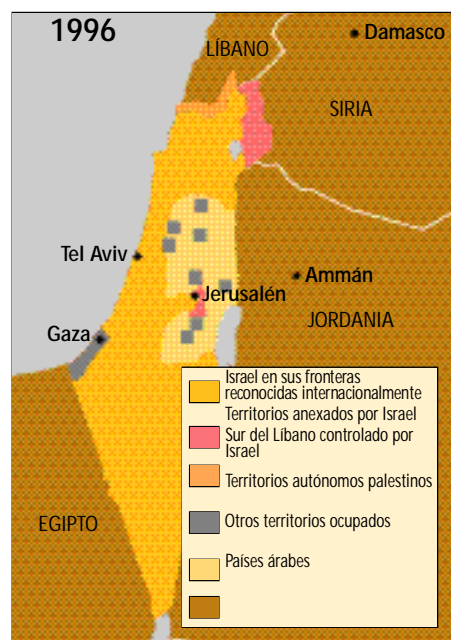 1996
LÍBANO
Damasco
SIRIA
Tel Aviv
Ammán
Jerusalén
JORDANIA
Gaza
EGIPTO
Israel en sus fronteras
reconocidas internacionalmente
Territorios anexados por Israel
Sur del Líbano controlado por
Israel
Territorios autónomos palestinos
Otros territorios ocupados
Países árabes